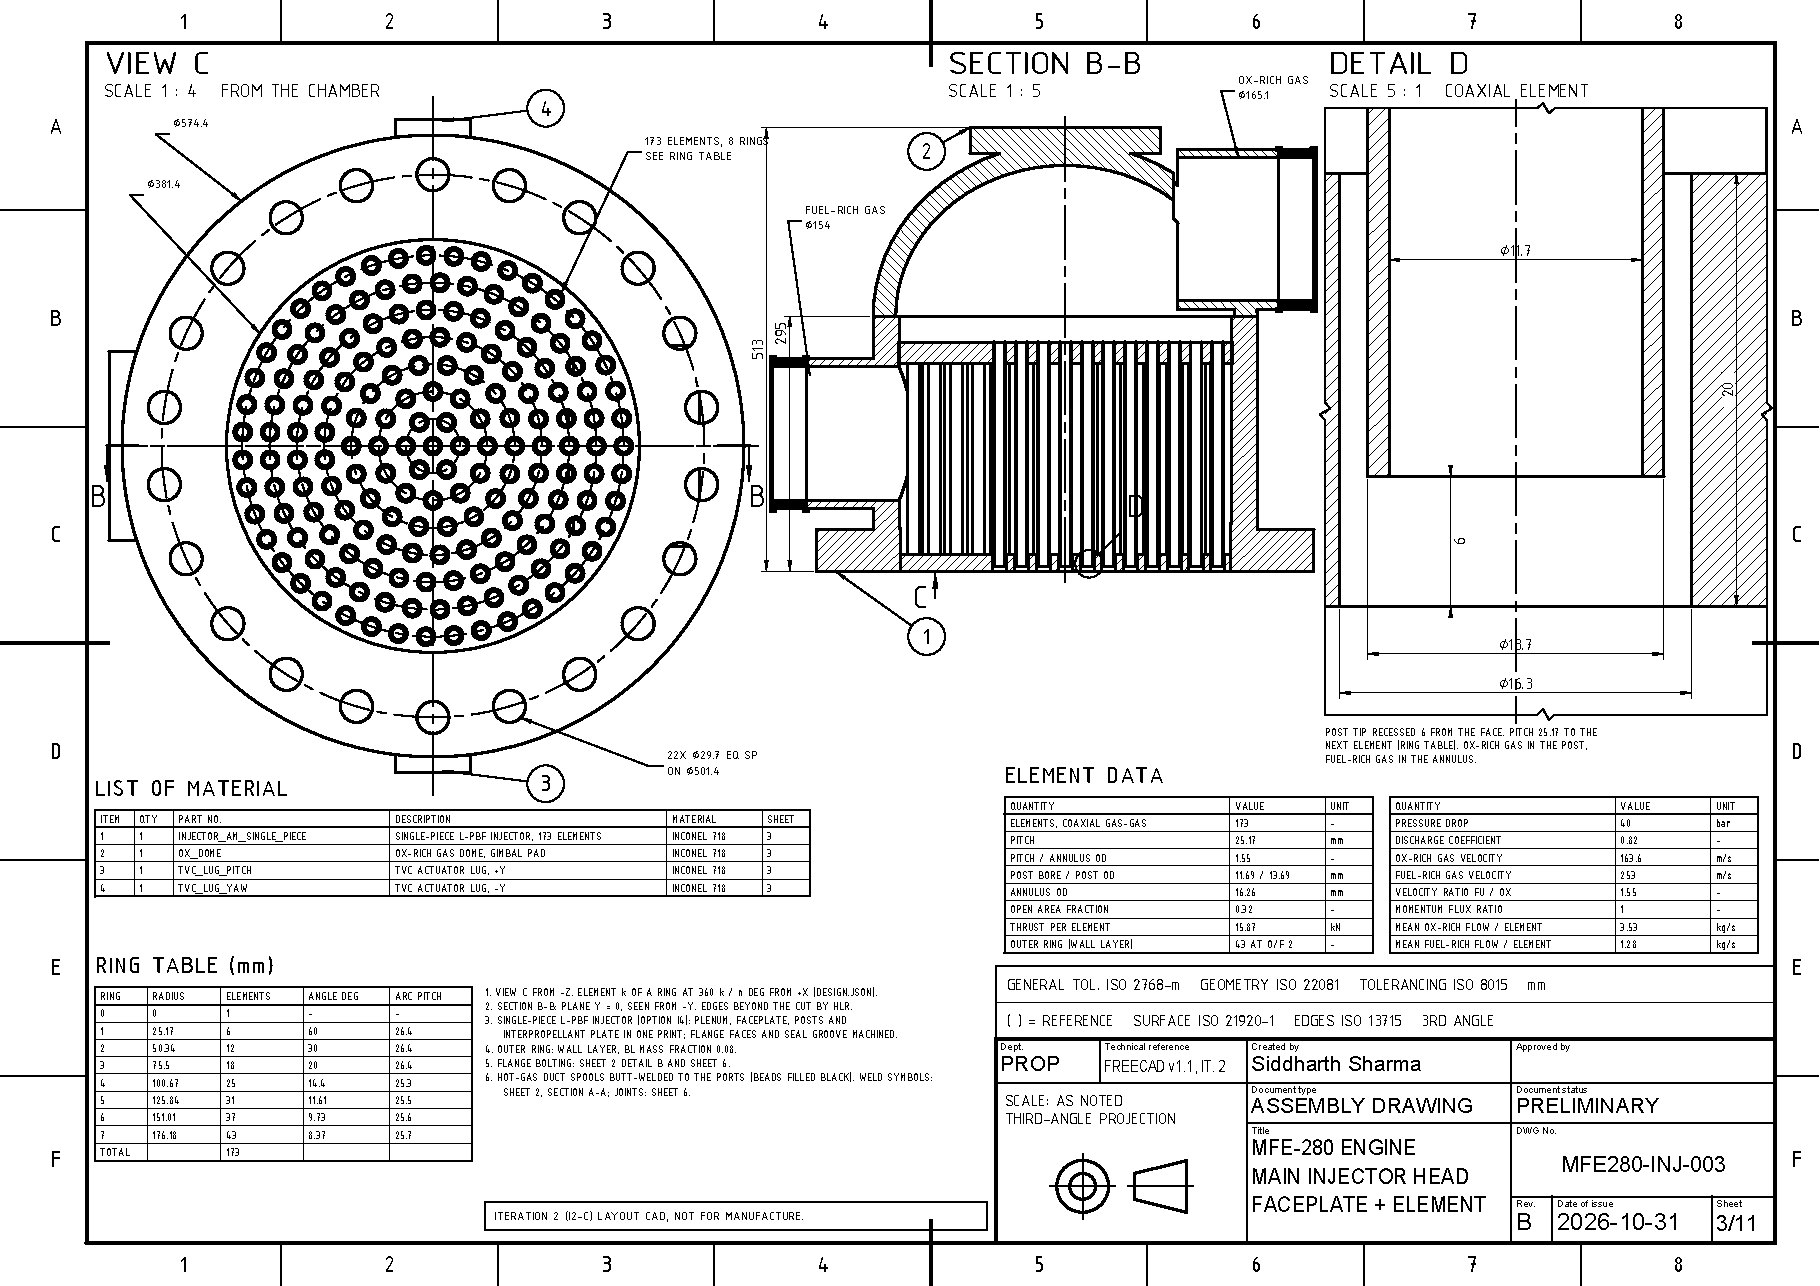 1 2 3 4 5 6 7 8
A
B
C
D
E
F
VIEW C
SCALE 1 : 4 FROM THE CHAMBER
Ø574.4
Ø381.4
4
173 ELEMENTS, 8 RINGS
SEE RING TABLE
B
B
22X Ø29.7 EQ SP
ON Ø501.4
3
SECTION B-B
SCALE 1 : 5
OX-RICH GAS
Ø165.1
2
FUEL-RICH GAS
Ø154
513
295
D
C
1
DETAIL D
SCALE 5 : 1 COAXIAL ELEMENT
Ø11.7
20
6
Ø13.7
Ø16.3
POST TIP RECESSED 6 FROM THE FACE. PITCH 25.17 TO THE
NEXT ELEMENT (RING TABLE). OX-RICH GAS IN THE POST,
FUEL-RICH GAS IN THE ANNULUS.
LIST OF MATERIAL
ITEM QTY PART NO. DESCRIPTION MATERIAL SHEET
1 1 INJECTOR_AM_SINGLE_PIECE SINGLE-PIECE L-PBF INJECTOR, 173 ELEMENTS INCONEL 718 3
2 1 OX_DOME OX-RICH GAS DOME, GIMBAL PAD INCONEL 718 3
3 1 TVC_LUG_PITCH TVC ACTUATOR LUG, +Y INCONEL 718 3
4 1 TVC_LUG_YAW TVC ACTUATOR LUG, -Y INCONEL 718 3
ELEMENT DATA
QUANTITY VALUE UNIT
ELEMENTS, COAXIAL GAS-GAS 173 -
PITCH 25.17 mm
PITCH / ANNULUS OD 1.55 -
POST BORE / POST OD 11.69 / 13.69 mm
ANNULUS OD 16.26 mm
OPEN AREA FRACTION 0.32 -
THRUST PER ELEMENT 15.87 kN
OUTER RING (WALL LAYER) 43 AT O/F 2 -
QUANTITY VALUE UNIT
PRESSURE DROP 40 bar
DISCHARGE COEFFICIENT 0.82 -
OX-RICH GAS VELOCITY 163.6 m/s
FUEL-RICH GAS VELOCITY 253 m/s
VELOCITY RATIO FU / OX 1.55 -
MOMENTUM FLUX RATIO 1 -
MEAN OX-RICH FLOW / ELEMENT 3.53 kg/s
MEAN FUEL-RICH FLOW / ELEMENT 1.28 kg/s
RING TABLE (mm)
RING RADIUS ELEMENTS ANGLE DEG ARC PITCH
0 0 1 - -
1 25.17 6 60 26.4
2 50.34 12 30 26.4
3 75.5 18 20 26.4
4 100.67 25 14.4 25.3
5 125.84 31 11.61 25.5
6 151.01 37 9.73 25.6
7 176.18 43 8.37 25.7
TOTAL 173
1. VIEW C FROM -Z. ELEMENT k OF A RING AT 360 k / n DEG FROM +X (DESIGN.JSON).
2. SECTION B-B: PLANE Y = 0, SEEN FROM -Y. EDGES BEYOND THE CUT BY HLR.
3. SINGLE-PIECE L-PBF INJECTOR (OPTION 14): PLENUM, FACEPLATE, POSTS AND
INTERPROPELLANT PLATE IN ONE PRINT; FLANGE FACES AND SEAL GROOVE MACHINED.
4. OUTER RING: WALL LAYER, BL MASS FRACTION 0.08.
5. FLANGE BOLTING: SHEET 2 DETAIL B AND SHEET 6.
6. HOT-GAS DUCT SPOOLS BUTT-WELDED TO THE PORTS (BEADS FILLED BLACK). WELD SYMBOLS:
SHEET 2, SECTION A-A; JOINTS: SHEET 6.
ITERATION 2 (I2-C) LAYOUT CAD, NOT FOR MANUFACTURE.
GENERAL TOL. ISO 2768-m GEOMETRY ISO 22081 TOLERANCING ISO 8015 mm
( ) = REFERENCE SURFACE ISO 21920-1 EDGES ISO 13715 3RD ANGLE
Dept.
PROP
Technical reference
FREECAD v1.1, IT. 2
Created by
Siddharth Sharma
Approved by
SCALE: AS NOTED
THIRD-ANGLE PROJECTION
Document type
ASSEMBLY DRAWING
Document status
PRELIMINARY
Title
MFE-280 ENGINE
MAIN INJECTOR HEAD
FACEPLATE + ELEMENT
DWG No.
MFE280-INJ-003
Rev.
B
Date of issue
2026-10-31
Sheet
3/11
A
B
C
D
E
F
1 2 3 4 5 6 7 8